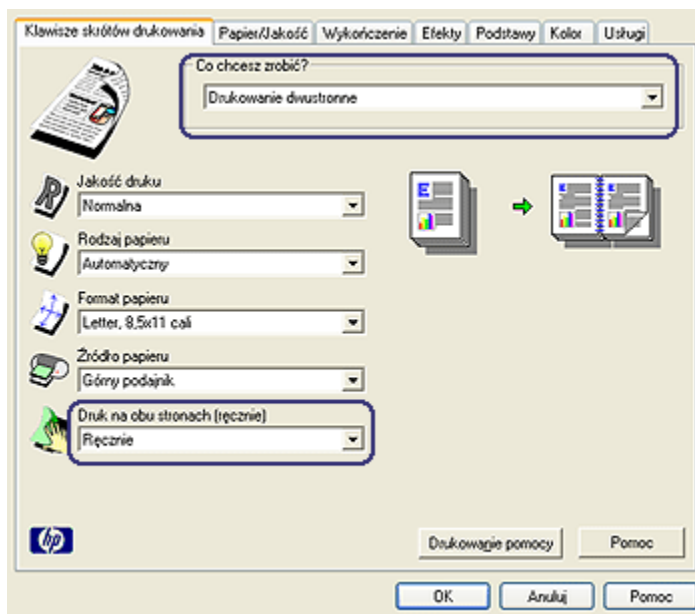 Klawisze skrótów drukowania Papier/Jakość Wykończenie Efekty Podstawy Kolor Usługi
Co chcesz zrobić?
Drukowanie dwustronne
Jakość druku
Normalna
Rodzaj papieru
Automatyczny
Format papieru
Letter, 8,5x11 cali
Źródło papieru
Górny podajnik
Druk na obu stronach (ręcznie)
Ręcznie
hp
Drukowanie pomocy Pomoc
OK Anuluj Pomoc